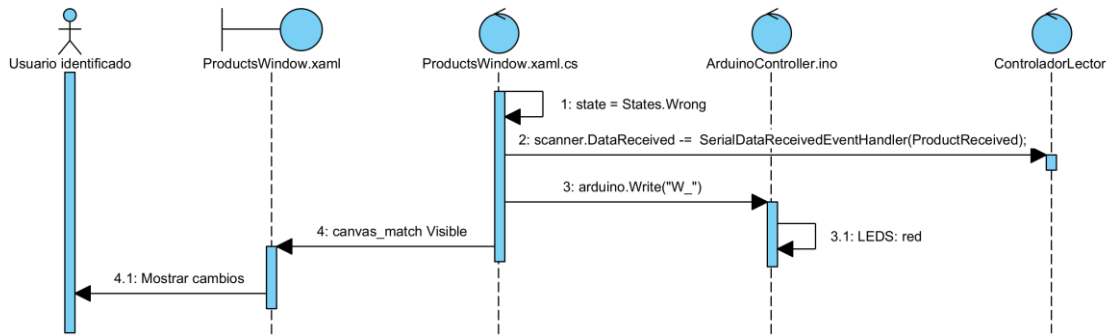 Usuario identificado
ProductsWindow.xaml
ProductsWindow.xaml.cs
ArduinoController.ino
ControladorLector
1: state = States.Wrong
2: scanner.DataReceived -= SerialDataReceivedEventHandler(ProductReceived);
3: arduino.Write("W_")
3.1: LEDS: red
4: canvas_match Visible
4.1: Mostrar cambios